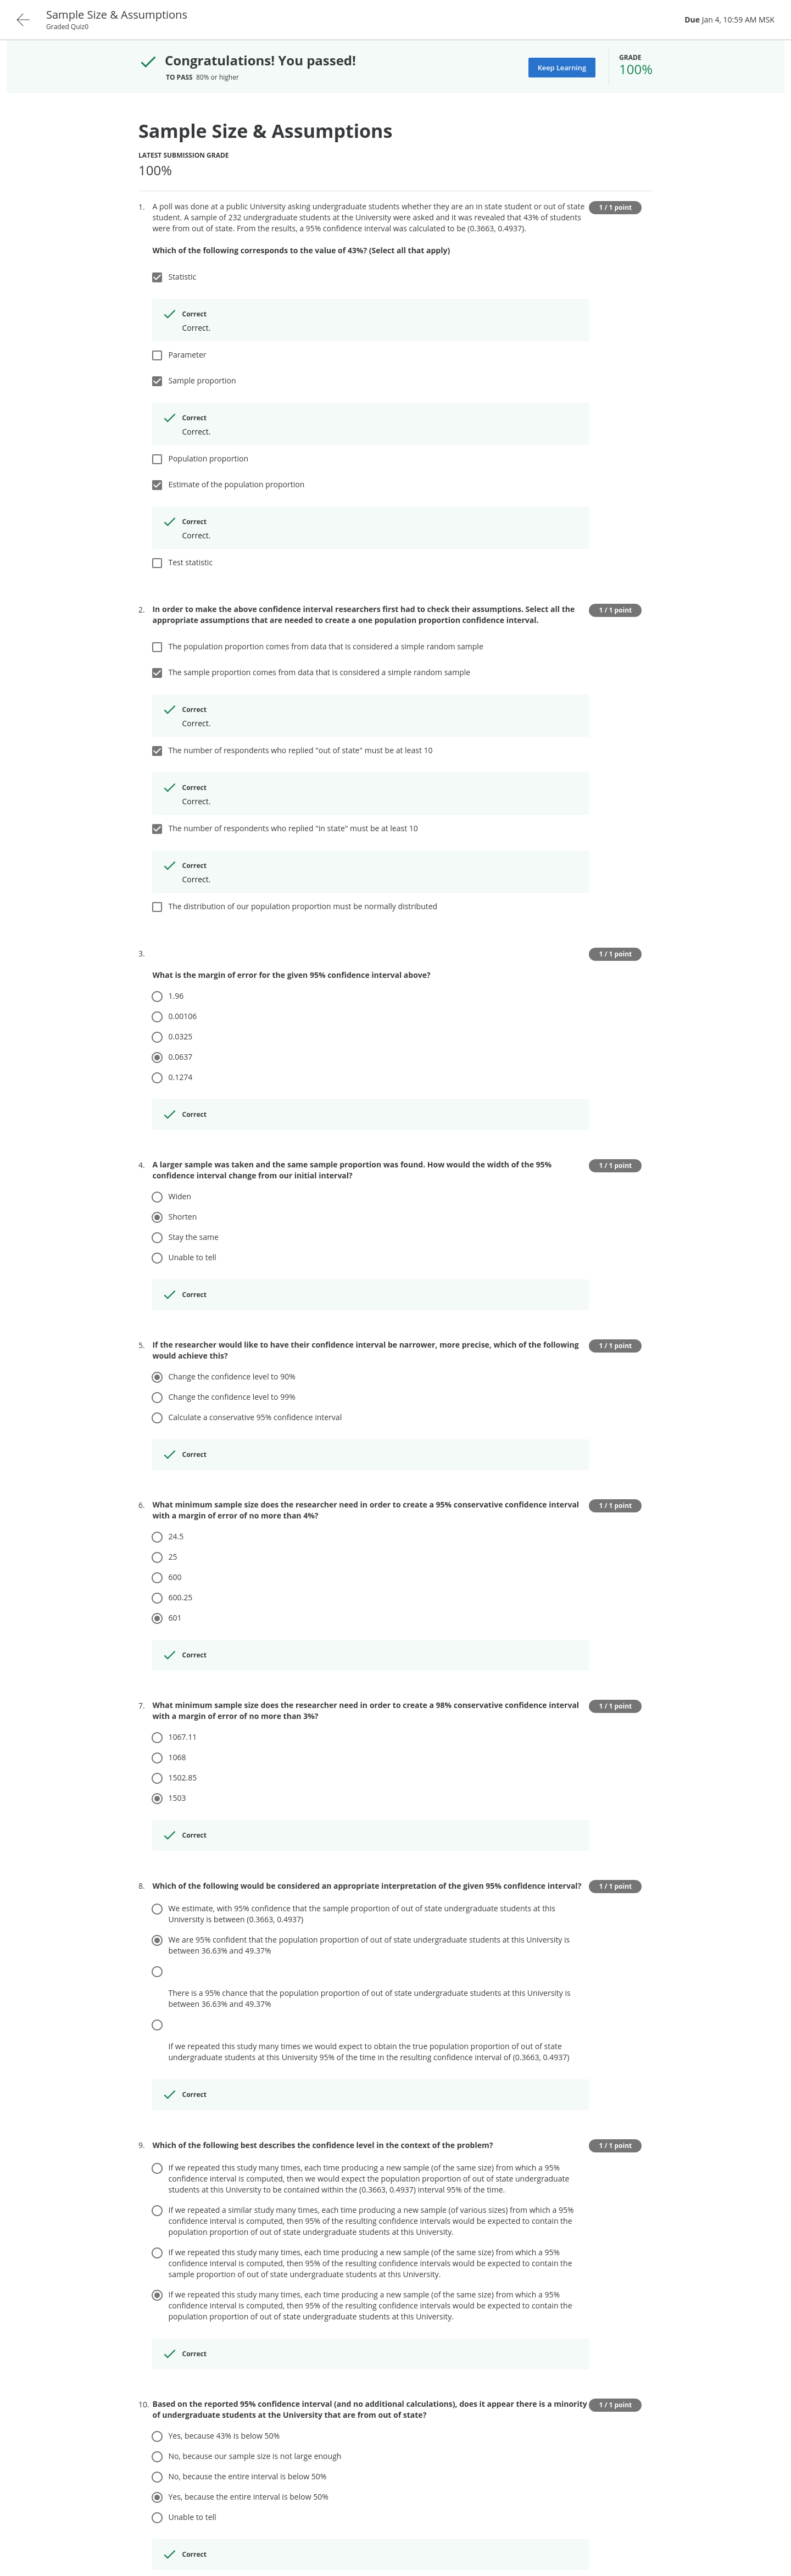 Sample Size & Assumptions
Graded Quiz0
Due Jan 4, 10:59 AM MSK
Congratulations! You passed!
TO PASS 80% or higher
Keep Learning
GRADE
100%
Sample Size & Assumptions
LATEST SUBMISSION GRADE
100%
1. A poll was done at a public University asking undergraduate students whether they are an in state student or out of state
student. A sample of 232 undergraduate students at the University were asked and it was revealed that 43% of students
were from out of state. From the results, a 95% confidence interval was calculated to be (0.3663, 0.4937).
1 / 1 point
Which of the following corresponds to the value of 43%? (Select all that apply)
Statistic
Correct
Correct.
Parameter
Sample proportion
Correct
Correct.
Population proportion
Estimate of the population proportion
Correct
Correct.
Test statistic
2. In order to make the above confidence interval researchers first had to check their assumptions. Select all the
appropriate assumptions that are needed to create a one population proportion confidence interval.
1 / 1 point
The population proportion comes from data that is considered a simple random sample
The sample proportion comes from data that is considered a simple random sample
Correct
Correct.
The number of respondents who replied "out of state" must be at least 10
Correct
Correct.
The number of respondents who replied "in state" must be at least 10
Correct
Correct.
The distribution of our population proportion must be normally distributed
3.
1 / 1 point
What is the margin of error for the given 95% confidence interval above?
1.96
0.00106
0.0325
0.0637
0.1274
Correct
4. A larger sample was taken and the same sample proportion was found. How would the width of the 95%
confidence interval change from our initial interval?
1 / 1 point
Widen
Shorten
Stay the same
Unable to tell
Correct
5. If the researcher would like to have their confidence interval be narrower, more precise, which of the following
would achieve this?
1 / 1 point
Change the confidence level to 90%
Change the confidence level to 99%
Calculate a conservative 95% confidence interval
Correct
6. What minimum sample size does the researcher need in order to create a 95% conservative confidence interval
with a margin of error of no more than 4%?
1 / 1 point
24.5
25
600
600.25
601
Correct
7. What minimum sample size does the researcher need in order to create a 98% conservative confidence interval
with a margin of error of no more than 3%?
1 / 1 point
1067.11
1068
1502.85
1503
Correct
8. Which of the following would be considered an appropriate interpretation of the given 95% confidence interval?
1 / 1 point
We estimate, with 95% confidence that the sample proportion of out of state undergraduate students at this
University is between (0.3663, 0.4937)
We are 95% confident that the population proportion of out of state undergraduate students at this University is
between 36.63% and 49.37%
There is a 95% chance that the population proportion of out of state undergraduate students at this University is
between 36.63% and 49.37%
If we repeated this study many times we would expect to obtain the true population proportion of out of state
undergraduate students at this University 95% of the time in the resulting confidence interval of (0.3663, 0.4937)
Correct
9. Which of the following best describes the confidence level in the context of the problem?
1 / 1 point
If we repeated this study many times, each time producing a new sample (of the same size) from which a 95%
confidence interval is computed, then we would expect the population proportion of out of state undergraduate
students at this University to be contained within the (0.3663, 0.4937) interval 95% of the time.
If we repeated a similar study many times, each time producing a new sample (of various sizes) from which a 95%
confidence interval is computed, then 95% of the resulting confidence intervals would be expected to contain the
population proportion of out of state undergraduate students at this University.
If we repeated this study many times, each time producing a new sample (of the same size) from which a 95%
confidence interval is computed, then 95% of the resulting confidence intervals would be expected to contain the
sample proportion of out of state undergraduate students at this University.
If we repeated this study many times, each time producing a new sample (of the same size) from which a 95%
confidence interval is computed, then 95% of the resulting confidence intervals would be expected to contain the
population proportion of out of state undergraduate students at this University.
Correct
10. Based on the reported 95% confidence interval (and no additional calculations), does it appear there is a minority
of undergraduate students at the University that are from out of state?
1 / 1 point
Yes, because 43% is below 50%
No, because our sample size is not large enough
No, because the entire interval is below 50%
Yes, because the entire interval is below 50%
Unable to tell
Correct